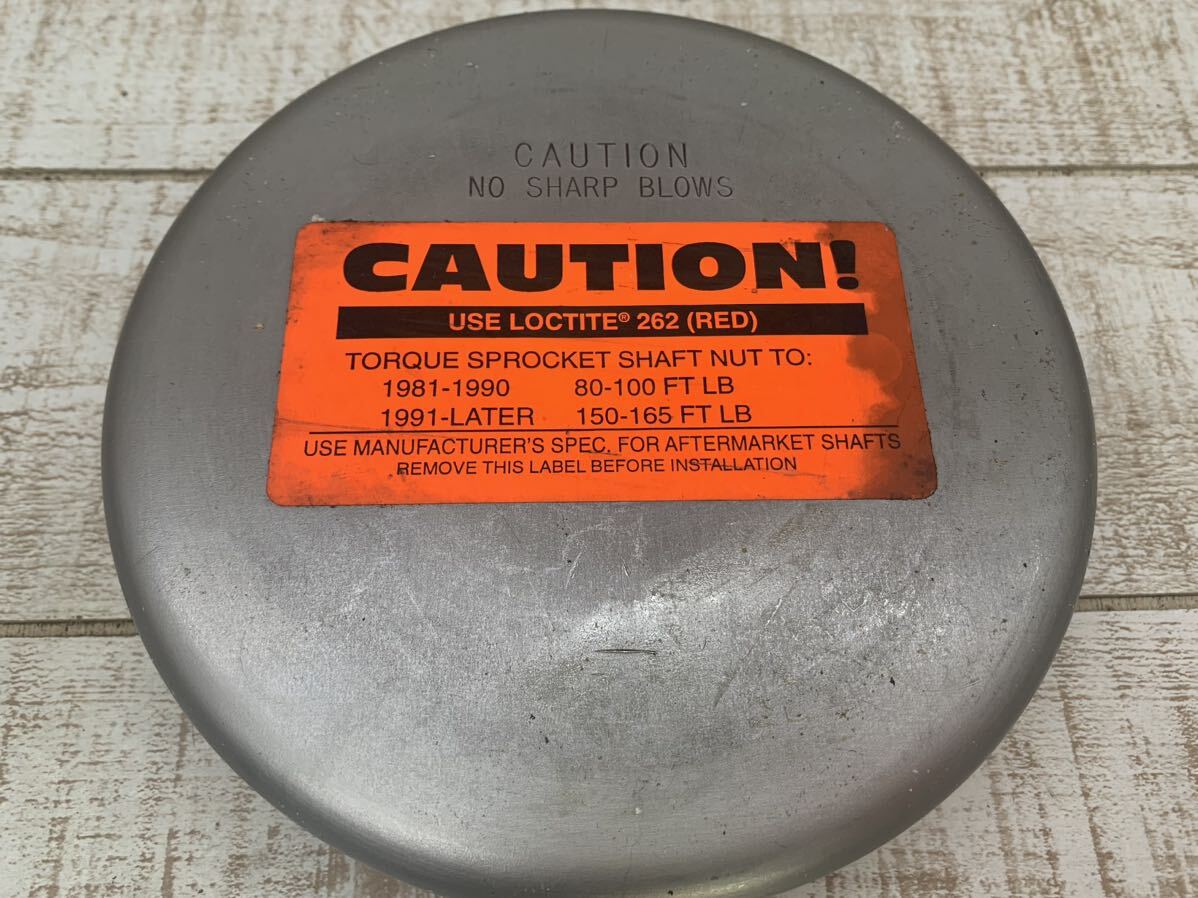 CAUTION
NO SHARP BLOWS
CAUTION!
USE LOCTITE® 262 (RED)
TORQUE SPROCKET SHAFT NUT TO:
1981-1990 80-100 FT LB
1991-LATER 150-165 FT LB
USE MANUFACTURER'S SPEC. FOR AFTERMARKET SHAFTS
REMOVE THIS LABEL BEFORE INSTALLATION